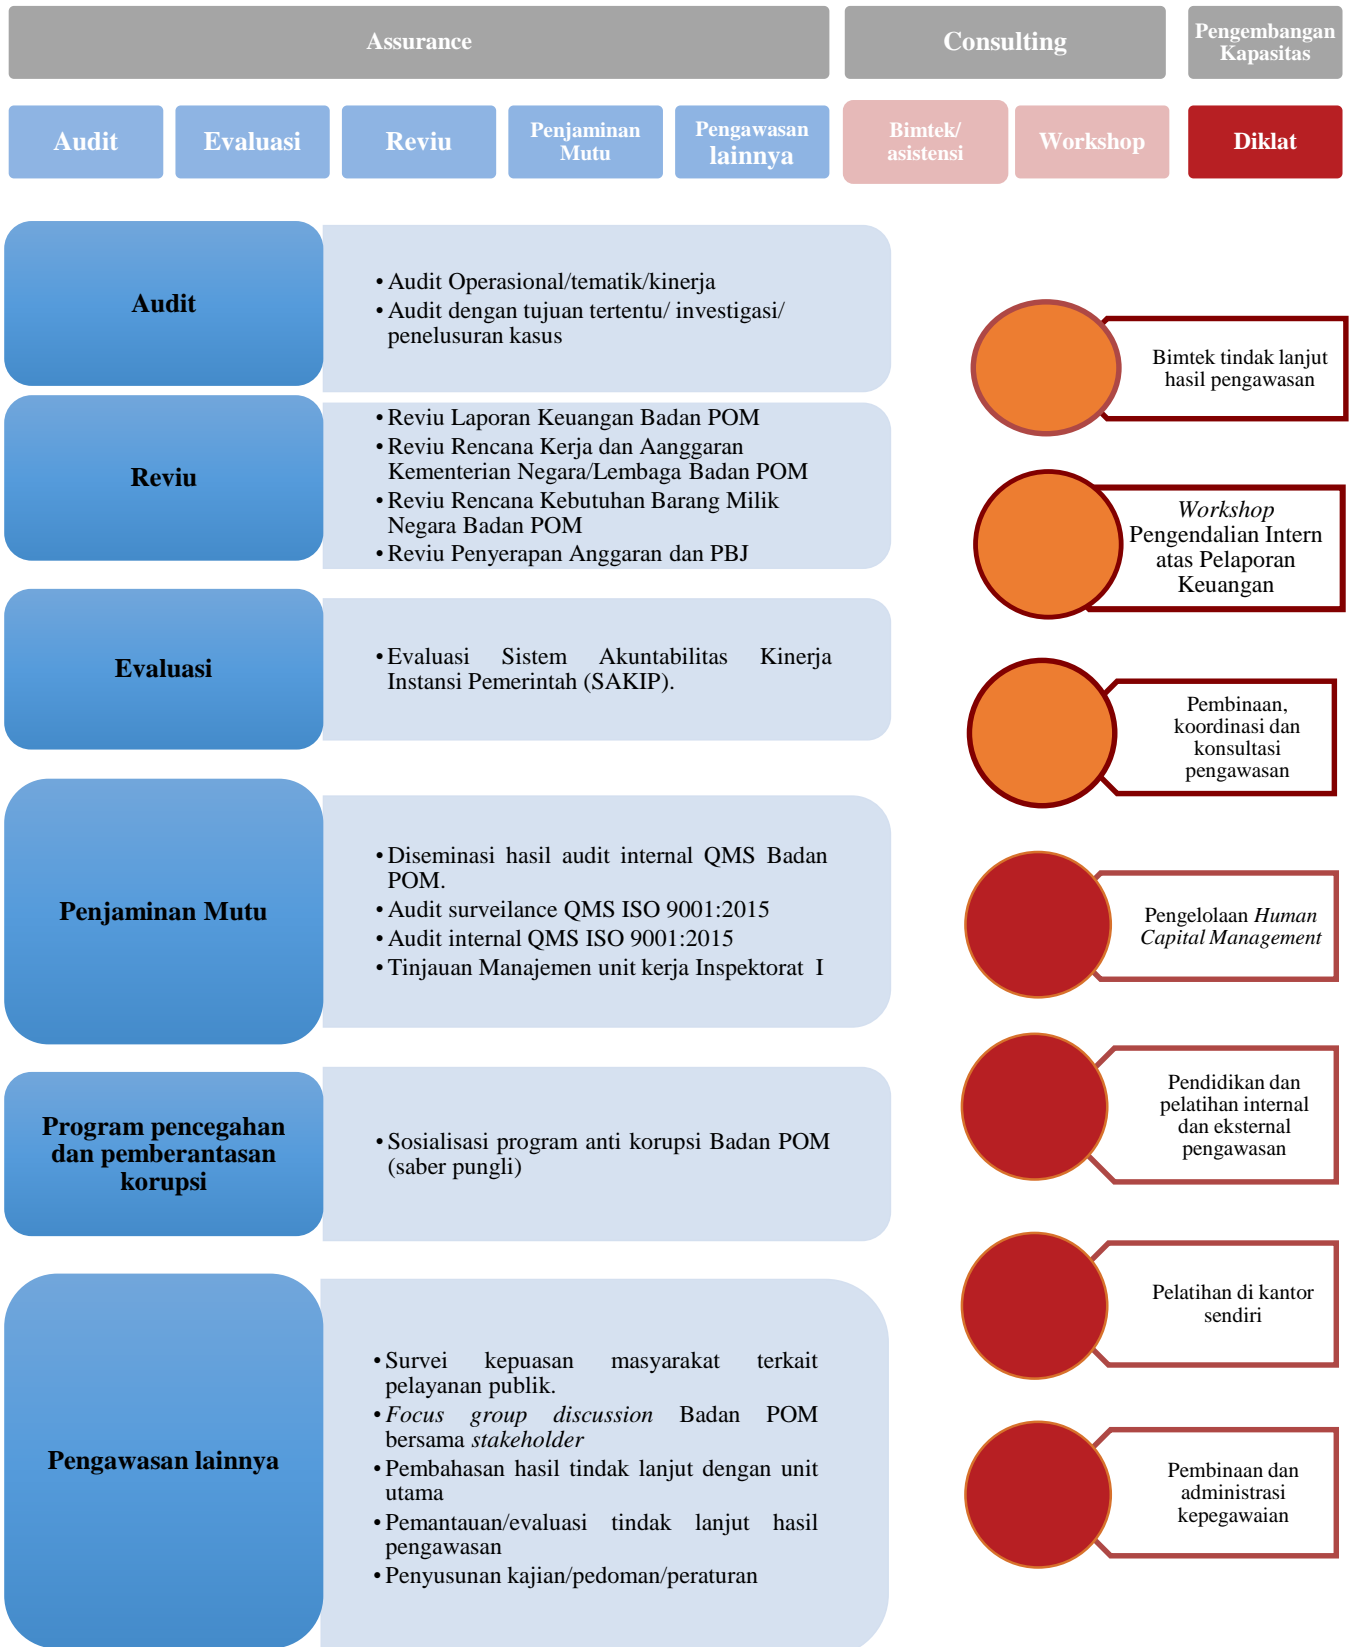 Assurance
Consulting
Pengembangan
Kapasitas
Audit
Evaluasi
Reviu
Penjaminan
Mutu
Pengawasan
lainnya
Bimtek/
asistensi
Workshop
Diklat
Audit
• Audit Operasional/tematik/kinerja
• Audit dengan tujuan tertentu/ investigasi/
penelusuran kasus
Reviu
• Reviu Laporan Keuangan Badan POM
• Reviu Rencana Kerja dan Aanggaran
Kementerian Negara/Lembaga Badan POM
• Reviu Rencana Kebutuhan Barang Milik
Negara Badan POM
• Reviu Penyerapan Anggaran dan PBJ
Evaluasi
• Evaluasi Sistem Akuntabilitas Kinerja
Instansi Pemerintah (SAKIP).
Penjaminan Mutu
• Diseminasi hasil audit internal QMS Badan
POM.
• Audit surveilance QMS ISO 9001:2015
• Audit internal QMS ISO 9001:2015
• Tinjauan Manajemen unit kerja Inspektorat I
Program pencegahan
dan pemberantasan
korupsi
• Sosialisasi program anti korupsi Badan POM
(saber pungli)
Pengawasan lainnya
• Survei kepuasan masyarakat terkait
pelayanan publik.
• Focus group discussion Badan POM
bersama stakeholder
• Pembahasan hasil tindak lanjut dengan unit
utama
• Pemantauan/evaluasi tindak lanjut hasil
pengawasan
• Penyusunan kajian/pedoman/peraturan
Bimtek tindak lanjut
hasil pengawasan
Workshop
Pengendalian Intern
atas Pelaporan
Keuangan
Pembinaan,
koordinasi dan
konsultasi
pengawasan
Pengelolaan Human
Capital Management
Pendidikan dan
pelatihan internal
dan eksternal
pengawasan
Pelatihan di kantor
sendiri
Pembinaan dan
administrasi
kepegawaian